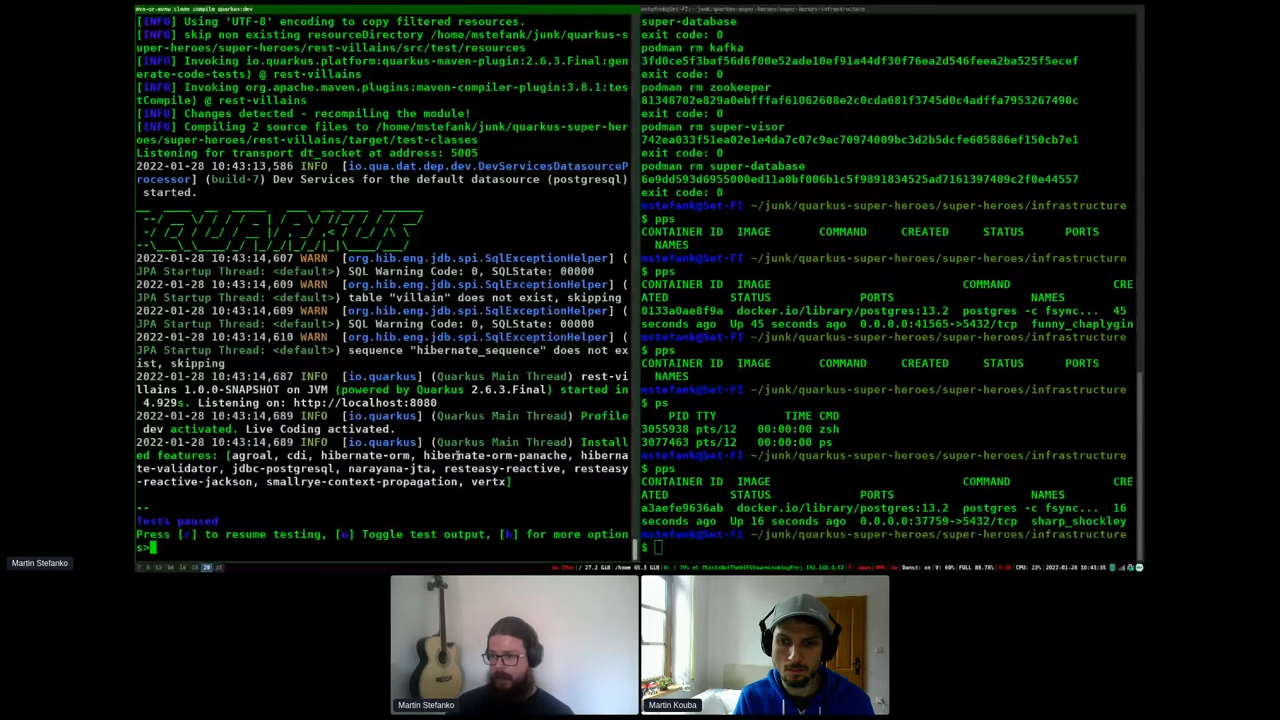 mva-or-mvnw clean compile quarkus:dev
[INFO] Using 'UTF-8' encoding to copy filtered resources.
[INFO] skip non existing resourceDirectory /home/mstefank/junk/quarkus-s
uper-heroes/super-heroes/rest-villains/src/test/resources
[INFO] Invoking io.quarkus.platform:quarkus-maven-plugin:2.6.3.Final:gen
erate-code-tests) @ rest-villains
[INFO] Invoking org.apache.maven.plugins:maven-compiler-plugin:3.8.1:tes
tCompile) @ rest-villains
[INFO] Changes detected - recompiling the module!
[INFO] Compiling 2 source files to /home/mstefank/junk/quarkus-super-her
oes/super-heroes/rest-villains/target/test-classes
Listening for transport dt_socket at address: 5005
2022-01-28 10:43:13,586 INFO  [io.qua.dat.dep.dev.DevServicesDatasourceP
rocessor] (build-7) Dev Services for the default datasource (postgresql)
 started.
QUARKUS
2022-01-28 10:43:14,607 WARN  [org.hib.eng.jdb.spi.SqlExceptionHelper] (
JPA Startup Thread: <default>) SQL Warning Code: 0, SQLState: 00000
2022-01-28 10:43:14,609 WARN  [org.hib.eng.jdb.spi.SqlExceptionHelper] (
JPA Startup Thread: <default>) table "villain" does not exist, skipping
2022-01-28 10:43:14,609 WARN  [org.hib.eng.jdb.spi.SqlExceptionHelper] (
JPA Startup Thread: <default>) SQL Warning Code: 0, SQLState: 00000
2022-01-28 10:43:14,610 WARN  [org.hib.eng.jdb.spi.SqlExceptionHelper] (
JPA Startup Thread: <default>) sequence "hibernate_sequence" does not ex
ist, skipping
2022-01-28 10:43:14,687 INFO  [io.quarkus] (Quarkus Main Thread) rest-vi
llains 1.0.0-SNAPSHOT on JVM (powered by Quarkus 2.6.3.Final) started in
 4.929s. Listening on: http://localhost:8080
2022-01-28 10:43:14,689 INFO  [io.quarkus] (Quarkus Main Thread) Profile
 dev activated. Live Coding activated.
2022-01-28 10:43:14,689 INFO  [io.quarkus] (Quarkus Main Thread) Install
ed features: [agroal, cdi, hibernate-orm, hibernate-orm-panache, hiberna
te-validator, jdbc-postgresql, narayana-jta, resteasy-reactive, resteasy
-reactive-jackson, smallrye-context-propagation, vertx]
--
Tests paused
Press [r] to resume testing, [o] Toggle test output, [h] for more option
s>
super-database
exit code: 0
podman rm kafka
3fd0ce5f3baf56d6f00e52ade10ef91a44df30f76ea2d546feea2ba525f5ecef
exit code: 0
podman rm zookeeper
81348702e829a0ebfffaf61062608e2c0cda681f3745d0c4adffa7953267490c
exit code: 0
podman rm super-visor
742ea033f51ea02e1e4da7c07c9ac70974009bc3d2b5dcfe605886ef150cb7e1
exit code: 0
podman rm super-database
6e9dd593d6955000ed11a0bf006b1c5f9891834525ad7161397409c2f0e44557
exit code: 0
mstefank@Set-FI ~/junk/quarkus-super-heroes/super-heroes/infrastructure
$ pps
CONTAINER ID  IMAGE       COMMAND     CREATED     STATUS      PORTS
  NAMES
mstefank@Set-FI ~/junk/quarkus-super-heroes/super-heroes/infrastructure
$ pps
CONTAINER ID  IMAGE                              COMMAND            CRE
ATED         STATUS             PORTS                    NAMES
0133a0ae8f9a  docker.io/library/postgres:13.2  postgres -c fsync...  45
seconds ago  Up 45 seconds ago  0.0.0.0:41565->5432/tcp  funny_chaplygin
mstefank@Set-FI ~/junk/quarkus-super-heroes/super-heroes/infrastructure
$ pps
CONTAINER ID  IMAGE       COMMAND     CREATED     STATUS      PORTS
  NAMES
mstefank@Set-FI ~/junk/quarkus-super-heroes/super-heroes/infrastructure
$ ps
    PID TTY          TIME CMD
3055938 pts/12   00:00:00 zsh
3077463 pts/12   00:00:00 ps
mstefank@Set-FI ~/junk/quarkus-super-heroes/super-heroes/infrastructure
$ pps
CONTAINER ID  IMAGE                              COMMAND            CRE
ATED         STATUS             PORTS                    NAMES
a3aefe9636ab  docker.io/library/postgres:13.2  postgres -c fsync...  16
seconds ago  Up 16 seconds ago  0.0.0.0:37759->5432/tcp  sharp_shockley
mstefank@Set-FI ~/junk/quarkus-super-heroes/super-heroes/infrastructure
$
Martin Stefanko
Martin Stefanko
Martin Kouba